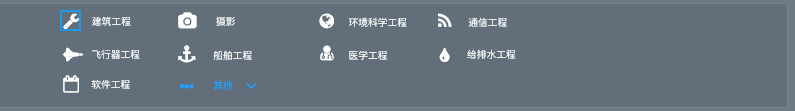 建筑工程 摄影 环境科学工程 通信工程
飞行器工程 船舶工程 医学工程 给排水工程
软件工程 其他